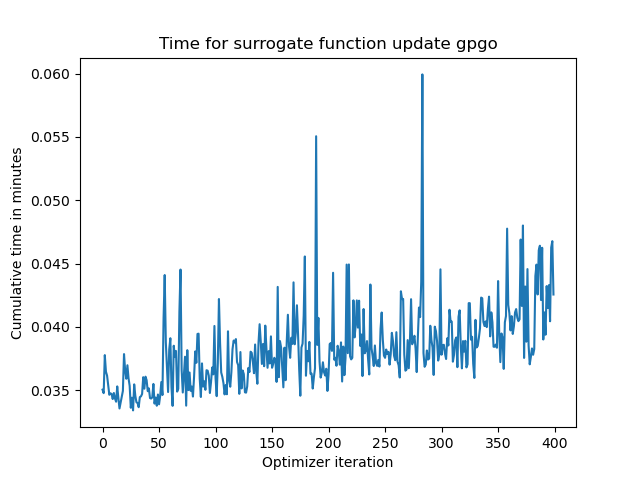 Time for surrogate function update gpgo
0.060
0.055
0.050
0.045
0.040
0.035
Cumulative time in minutes
0 50 100 150 200 250 300 350 400
Optimizer iteration